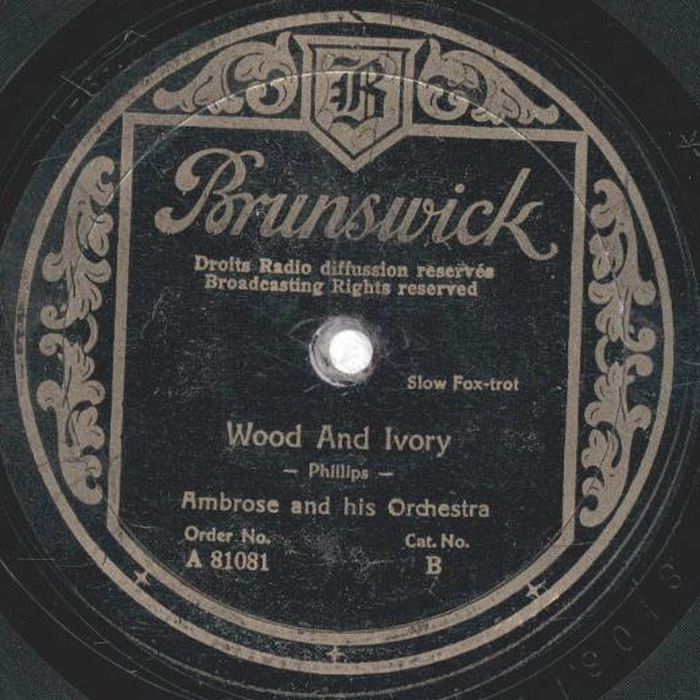 B
Brunswick
Droits Radio diffussion reservés
Broadcasting Rights reserved
Slow Fox-trot
Wood And Ivory
— Phillips —
Ambrose and his Orchestra
Order No. Cat. No.
A 81081 B